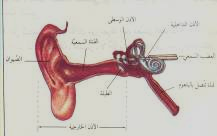 الأذن الداخلية
الأذن الوسطى
القناة السمعية
العصب السمعي
الصيوان
الطبلة
قناة تتصل بالبلعوم
الأذن الخارجية